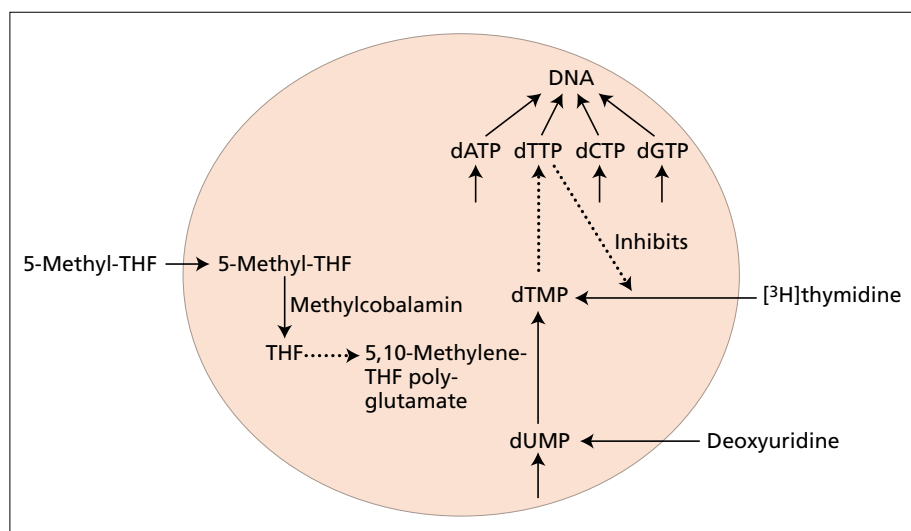 DNA
dATP dTTP dCTP dGTP
Inhibits
5-Methyl-THF
5-Methyl-THF
Methylcobalamin
dTMP
[³H]thymidine
THF
5,10-Methylene-
THF poly-
glutamate
dUMP
Deoxyuridine